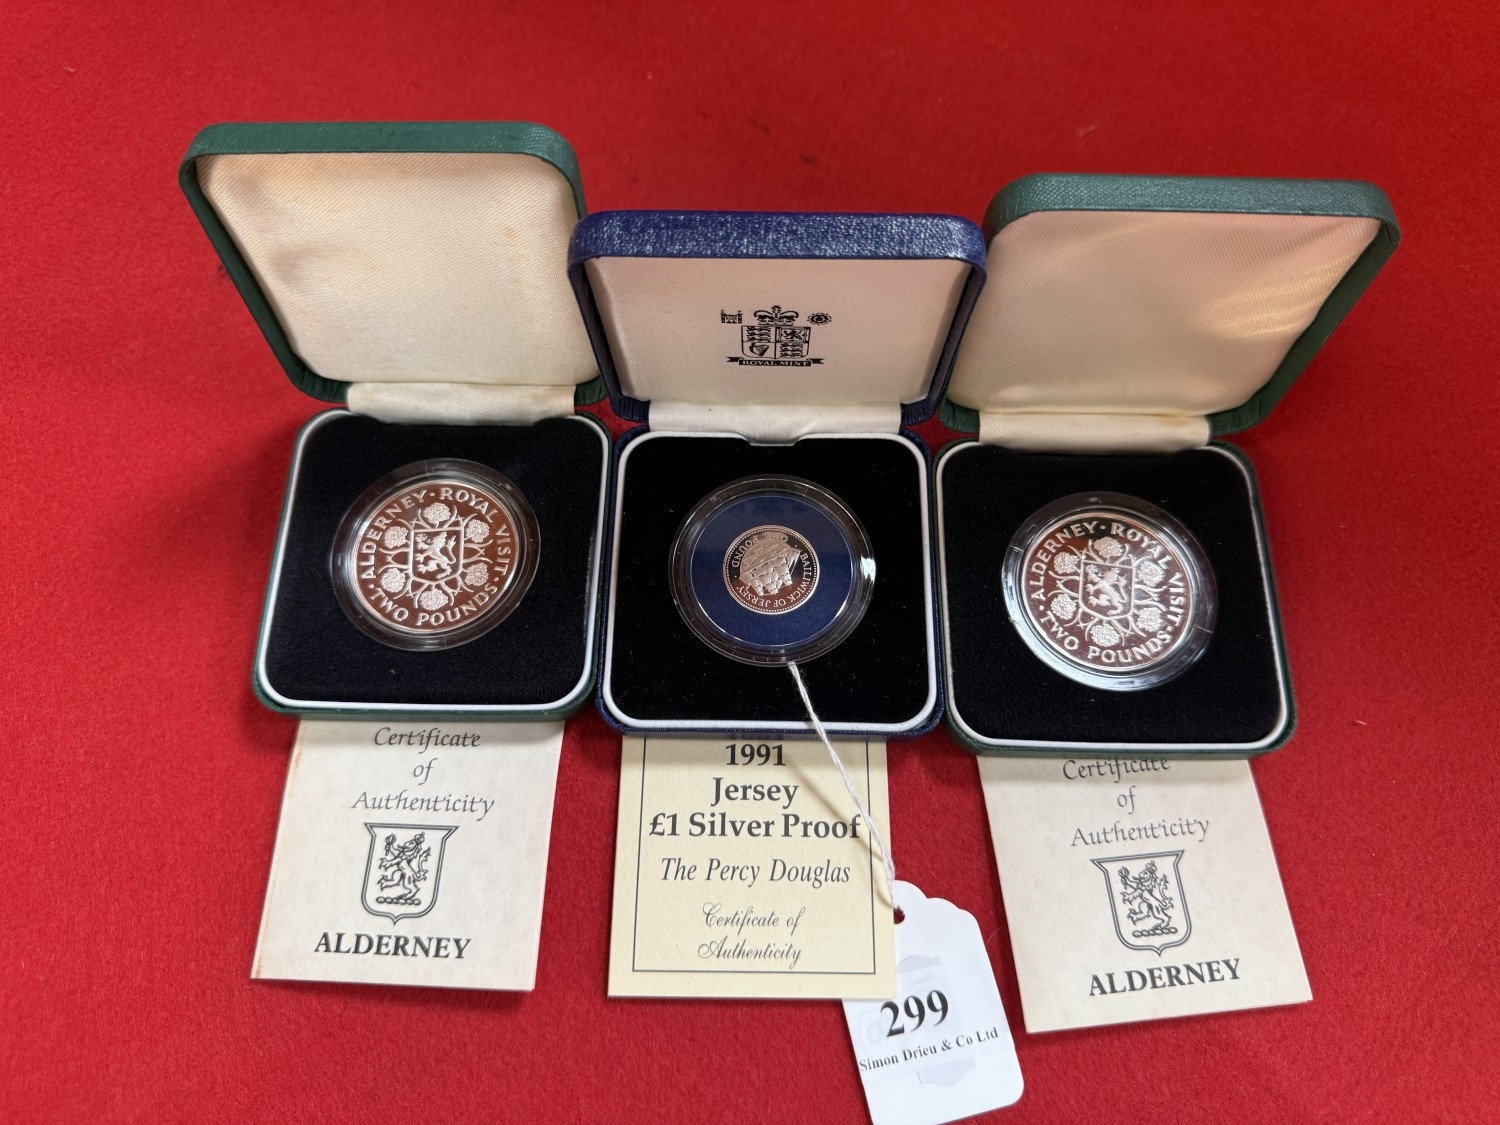 ALDERNEY · ROYAL VISIT ·
TWO POUNDS
Certificate
of
Authenticity
ALDERNEY
ROYAL MINT
BAILIWICK OF JERSEY
ONE POUND
1991
Jersey
£1 Silver Proof
The Percy Douglas
Certificate of
Authenticity
299
Simon Drieu & Co Ltd
ALDERNEY · ROYAL VISIT ·
TWO POUNDS
Certificate
of
Authenticity
ALDERNEY